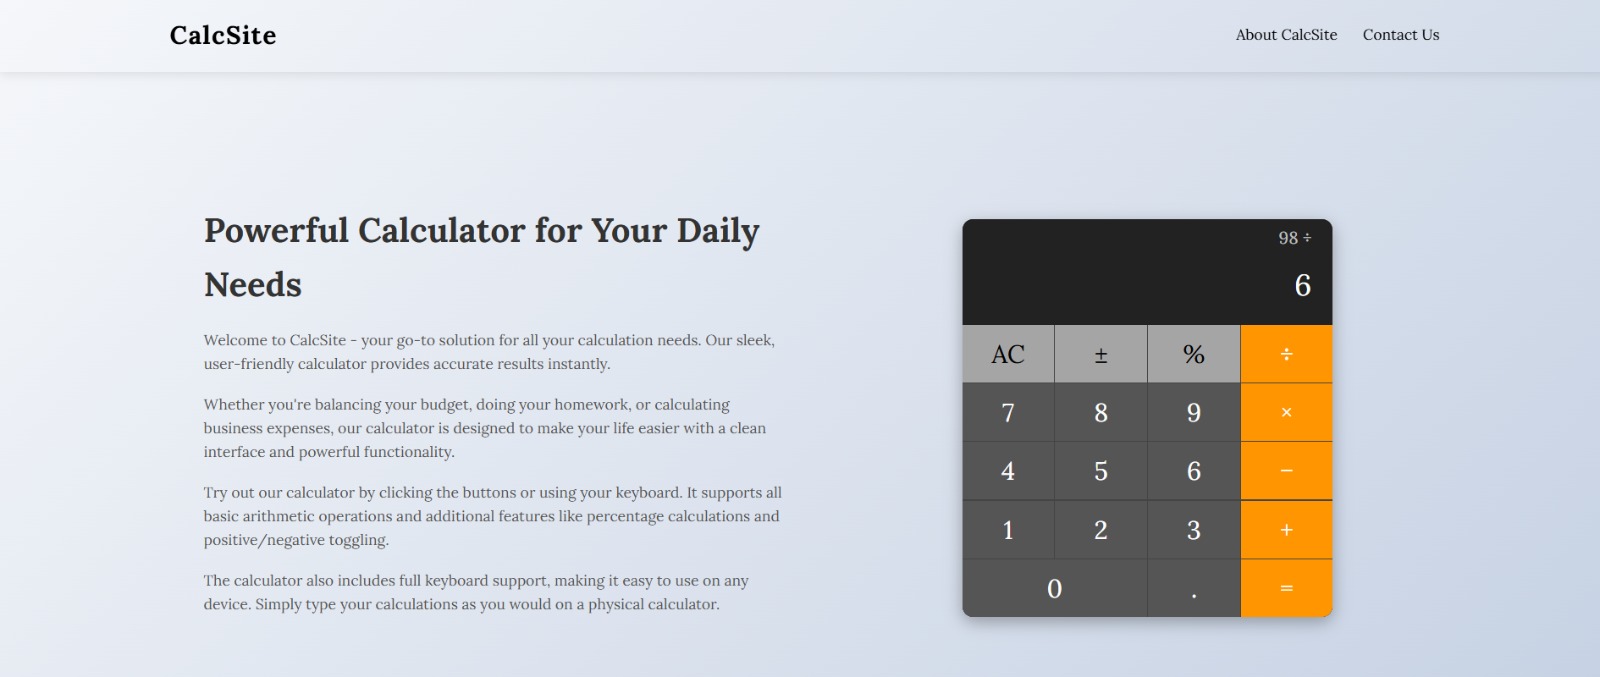 CalcSite
About CalcSite
Contact Us
Powerful Calculator for Your Daily
Needs
Welcome to CalcSite - your go-to solution for all your calculation needs. Our sleek,
user-friendly calculator provides accurate results instantly.
Whether you're balancing your budget, doing your homework, or calculating
business expenses, our calculator is designed to make your life easier with a clean
interface and powerful functionality.
Try out our calculator by clicking the buttons or using your keyboard. It supports all
basic arithmetic operations and additional features like percentage calculations and
positive/negative toggling.
The calculator also includes full keyboard support, making it easy to use on any
device. Simply type your calculations as you would on a physical calculator.
98 ÷
6
AC ± % ÷
7 8 9 ×
4 5 6 −
1 2 3 +
0 . =